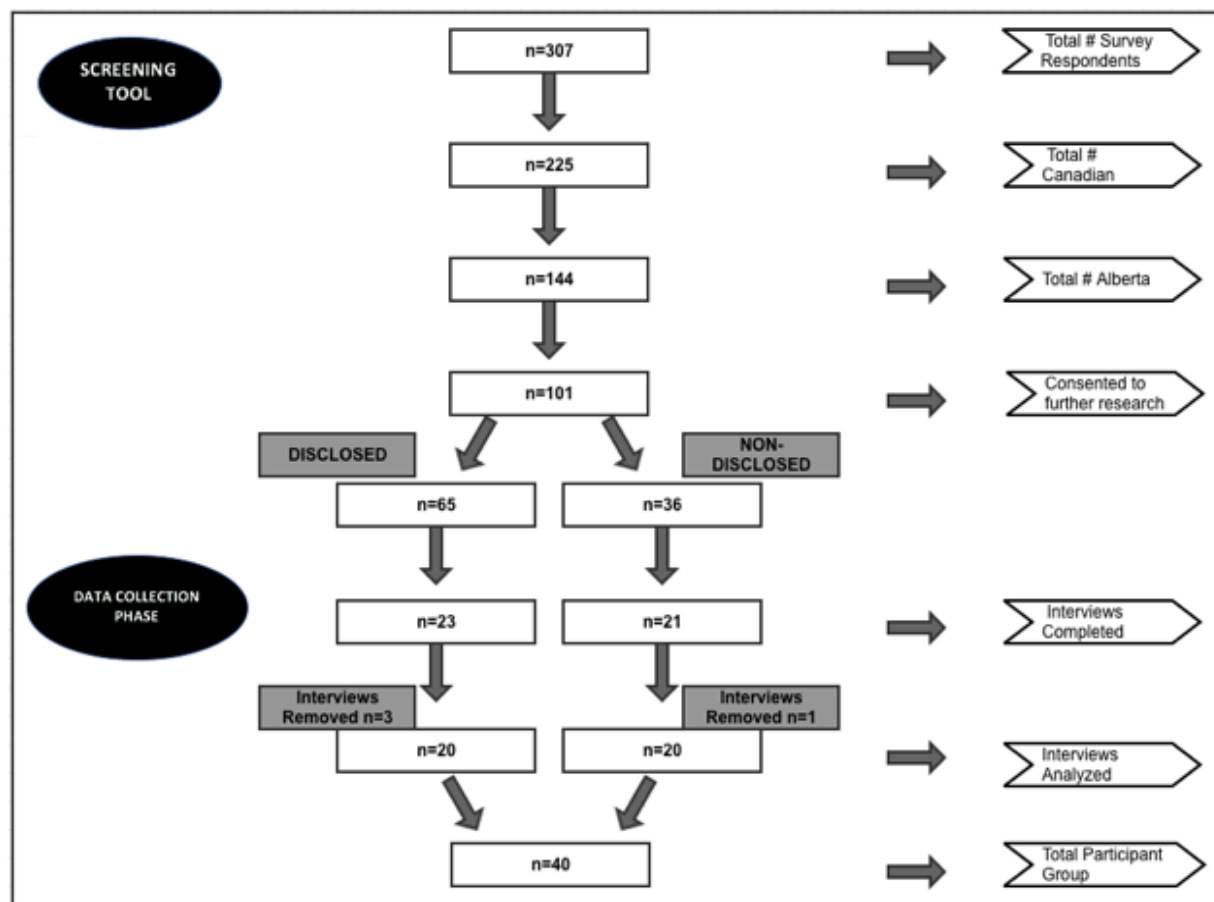 SCREENING
TOOL
n=307
Total # Survey
Respondents
n=225
Total #
Canadian
n=144
Total # Alberta
n=101
Consented to
further research
DISCLOSED
NON-
DISCLOSED
n=65
n=36
DATA COLLECTION
PHASE
n=23
n=21
Interviews
Completed
Interviews
Removed n=3
Interviews
Removed n=1
n=20
n=20
Interviews
Analyzed
n=40
Total Participant
Group